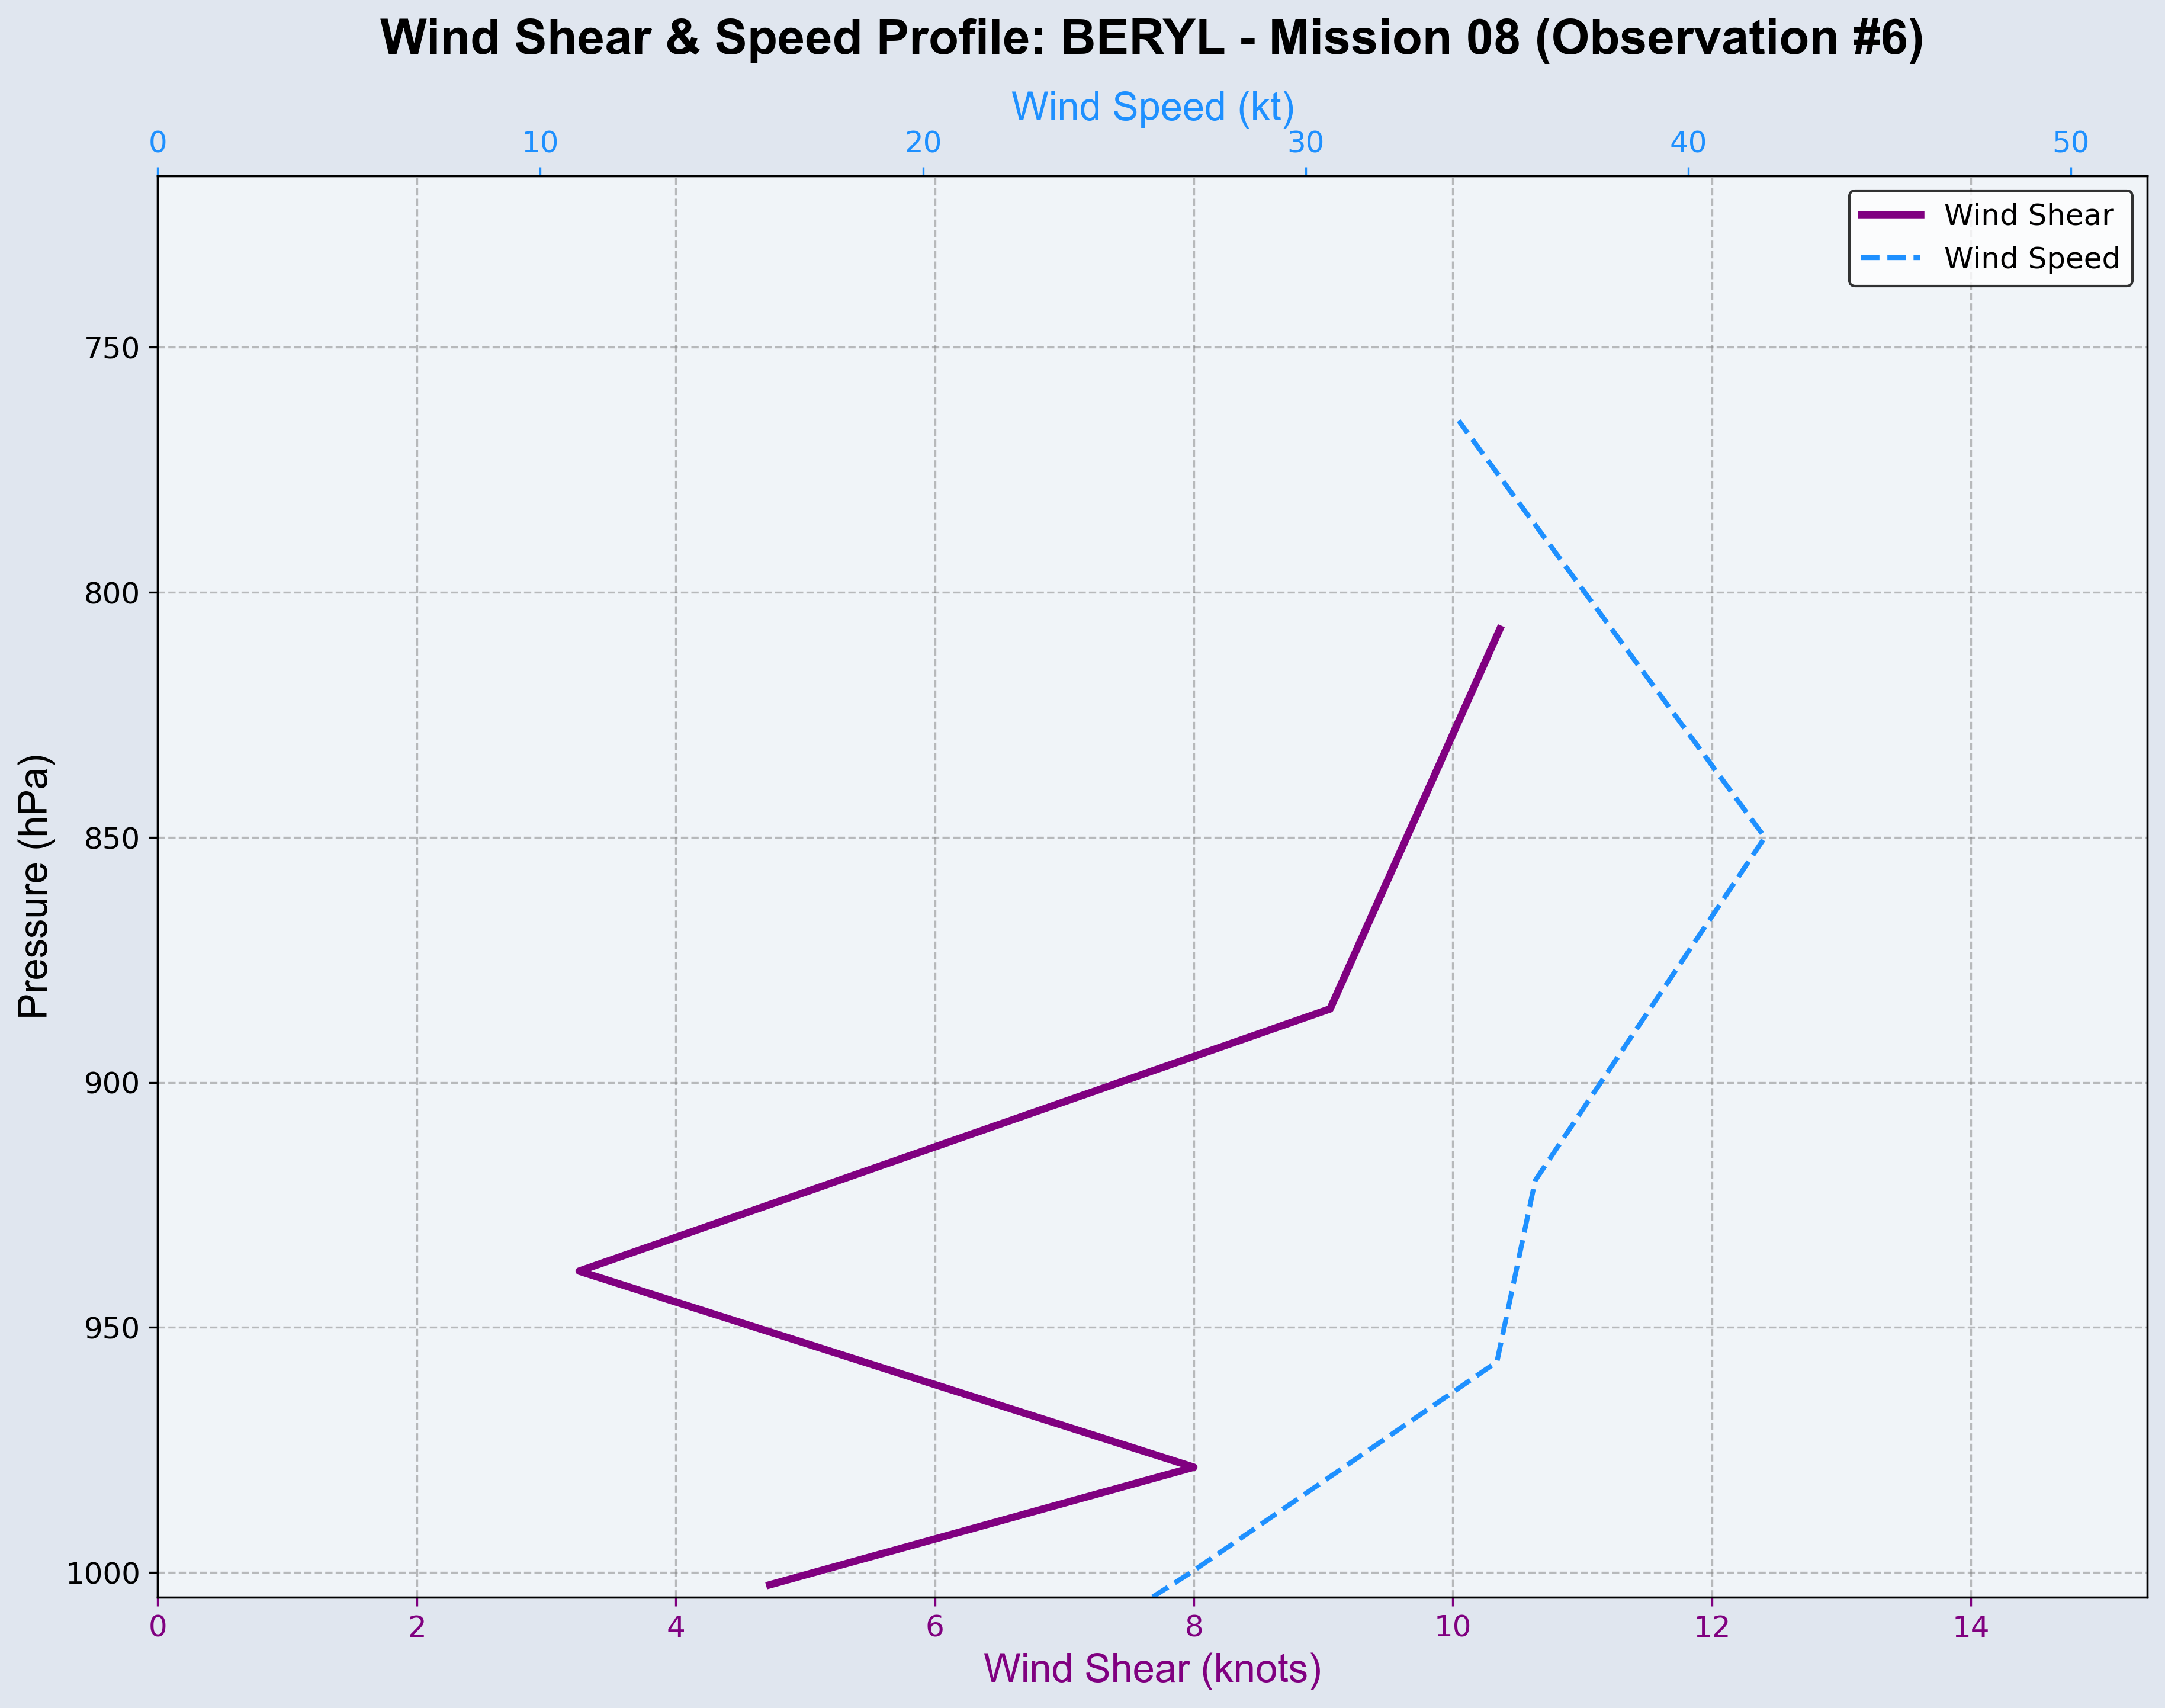 Wind Shear & Speed Profile: BERYL - Mission 08 (Observation #6)
Wind Speed (kt)
0 10 20 30 40 50
Wind Shear
Wind Speed
750
800
850
900
950
1000
Pressure (hPa)
0 2 4 6 8 10 12 14
Wind Shear (knots)